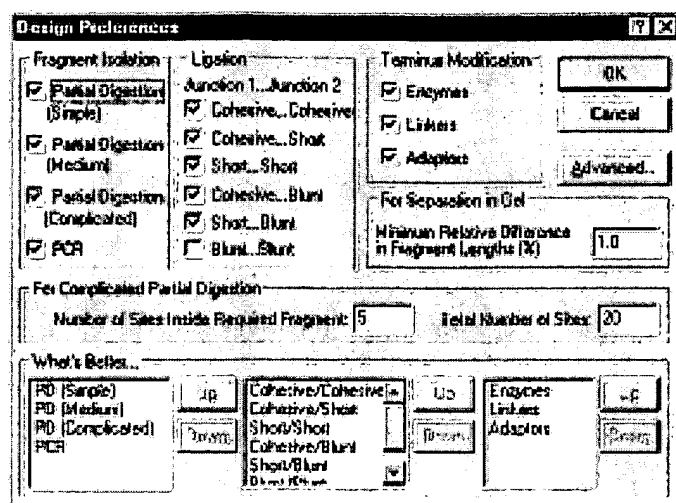 Design Preferences
Fragment Isolation
Partial Digestion
(Simple)
Partial Digestion
(Medium)
Partial Digestion
(Complicated)
PCR
Ligation
Junction 1...Junction 2
Cohesive...Cohesive
Cohesive...Short
Short...Short
Cohesive...Blunt
Short...Blunt
Blunt...Blunt
Terminus Modification
Enzymes
Linkers
Adaptors
OK
Cancel
Advanced..
For Separation in Gel
Minimum Relative Difference
in Fragment Lengths (%)
1.0
For Complicated Partial Digestion
Number of Sites Inside Required Fragment: 5
Total Number of Sites: 20
What's Better...
PD (Simple)
PD (Medium)
PD (Complicated)
PCR
Up
Down
Cohesive/Cohesive
Cohesive/Short
Short/Short
Cohesive/Blunt
Short/Blunt
Blunt/Blunt
Up
Down
Enzymes
Linkers
Adaptors
Up
Down